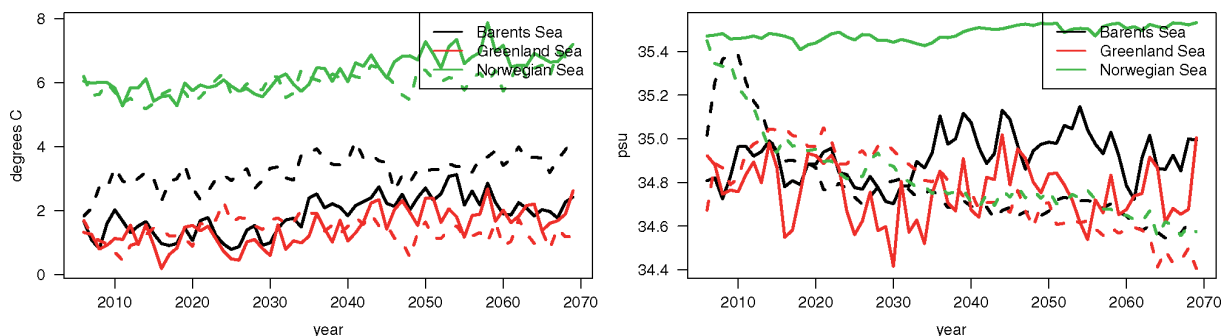 degrees C
8
6
4
2
0
2010 2020 2030 2040 2050 2060 2070
year
Barents Sea
Greenland Sea
Norwegian Sea
psu
35.4
35.2
35.0
34.8
34.6
34.4
2010 2020 2030 2040 2050 2060 2070
year
Barents Sea
Greenland Sea
Norwegian Sea